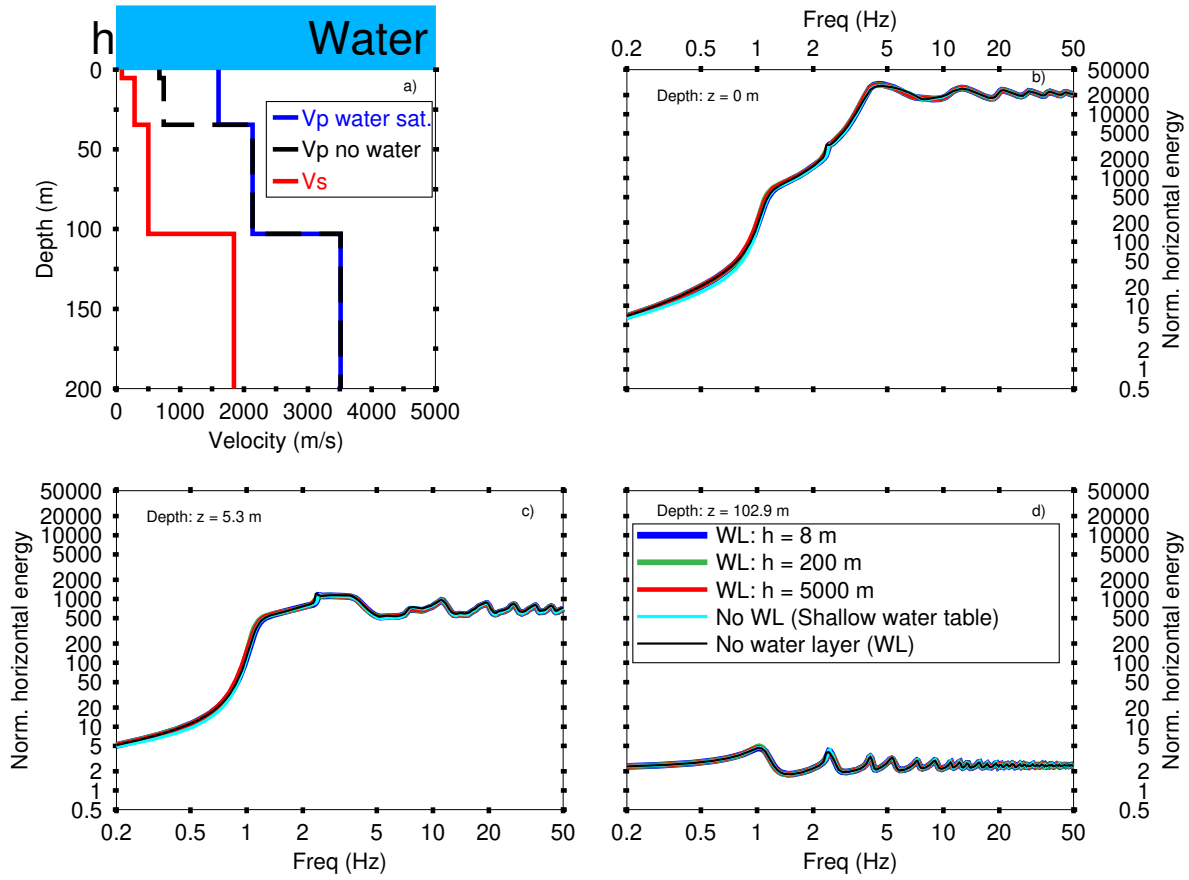 h Water
a)
Vp water sat.
Vp no water
Vs
0
50
100
150
200
Depth (m)
0 1000 2000 3000 4000 5000
Velocity (m/s)
Freq (Hz)
0.2 0.5 1 2 5 10 20 50
b)
Depth: z = 0 m
50000
20000
10000
5000
2000
1000
500
200
100
50
20
10
5
2
1
0.5
Norm. horizontal energy
c)
Depth: z = 5.3 m
50000
20000
10000
5000
2000
1000
500
200
100
50
20
10
5
2
1
0.5
Norm. horizontal energy
0.2 0.5 1 2 5 10 20 50
Freq (Hz)
Depth: z = 102.9 m
d)
WL: h = 8 m
WL: h = 200 m
WL: h = 5000 m
No WL (Shallow water table)
No water layer (WL)
50000
20000
10000
5000
2000
1000
500
200
100
50
20
10
5
2
1
0.5
Norm. horizontal energy
0.2 0.5 1 2 5 10 20 50
Freq (Hz)